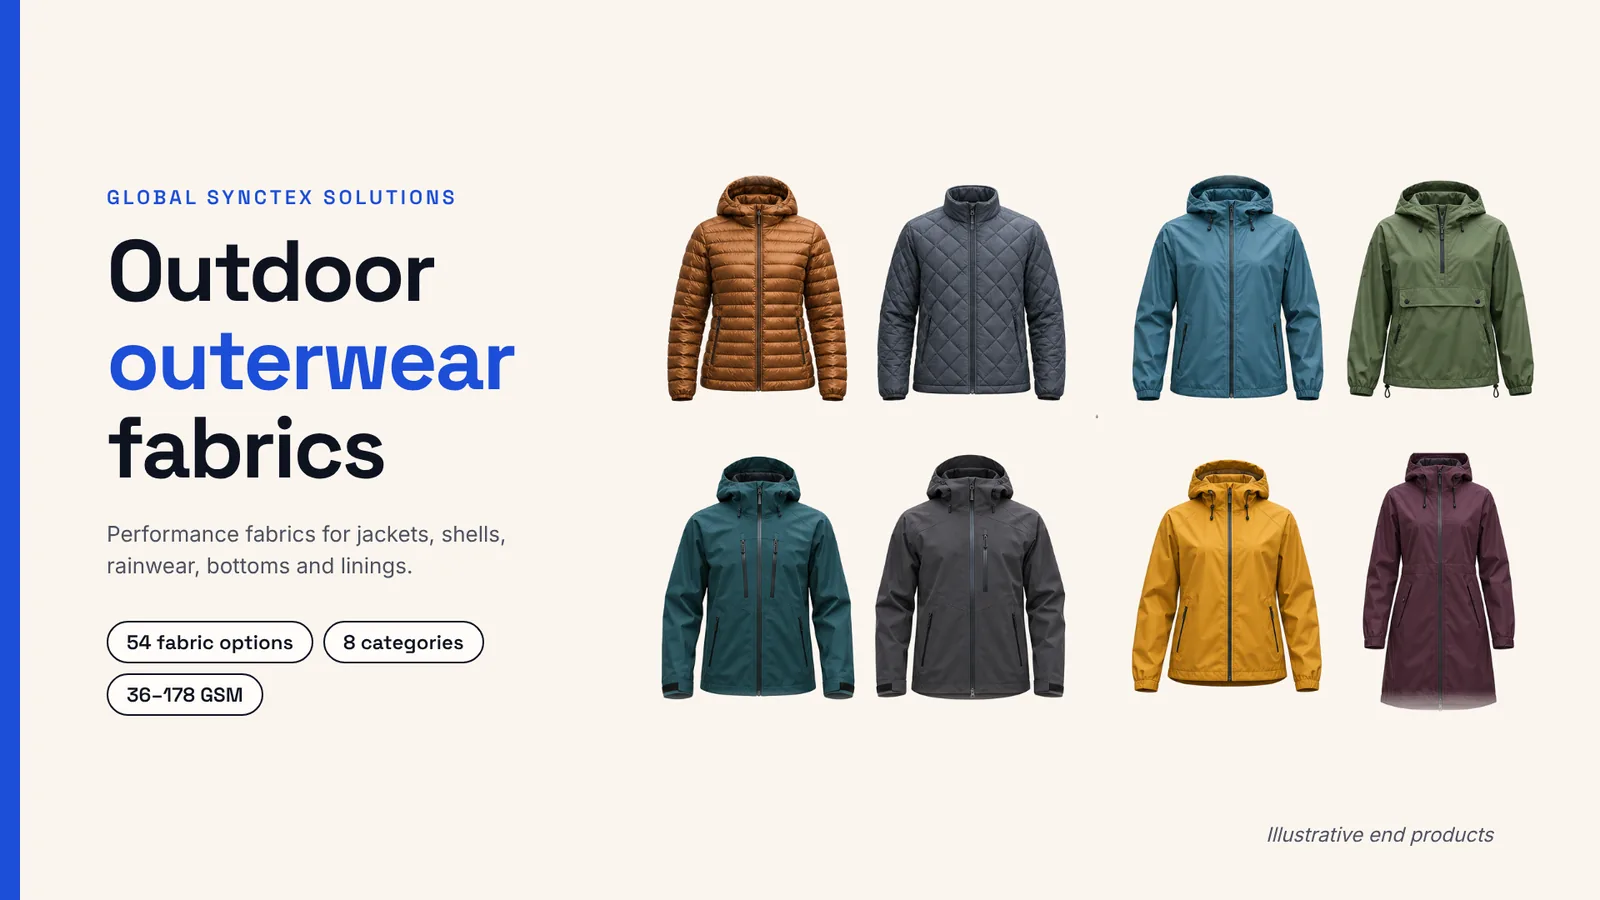 GLOBAL SYNCTEX SOLUTIONS
Outdoor
outerwear
fabrics
Performance fabrics for jackets, shells,
rainwear, bottoms and linings.
54 fabric options
8 categories
36–178 GSM
Illustrative end products